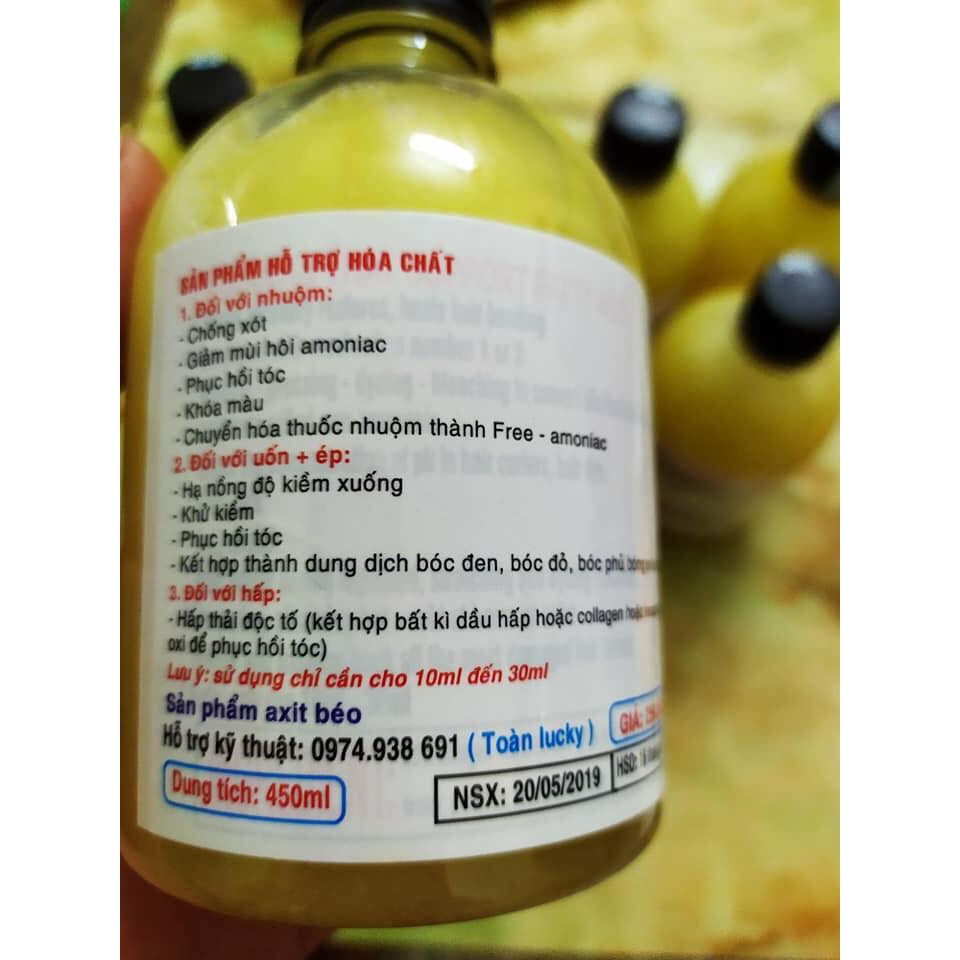 SẢN PHẨM HỖ TRỢ HÓA CHẤT
1. Đối với nhuộm:
- Chống xót
- Giảm mùi hôi amoniac
- Phục hồi tóc
- Khóa màu
- Chuyển hóa thuốc nhuộm thành Free - amoniac
2. Đối với uốn + ép:
- Hạ nồng độ kiềm xuống
- Khử kiềm
- Phục hồi tóc
- Kết hợp thành dung dịch bóc đen, bóc đỏ, bóc phủ,
3. Đối với hấp:
- Hấp thải độc tố (kết hợp bất kì dầu hấp hoặc collagen hoặc
oxi để phục hồi tóc)
Lưu ý: sử dụng chỉ cần cho 10ml đến 30ml
Sản phẩm axit béo
Hỗ trợ kỹ thuật: 0974.938 691 ( Toàn lucky ) GIÁ:
Dung tích: 450ml NSX: 20/05/2019 HSD: